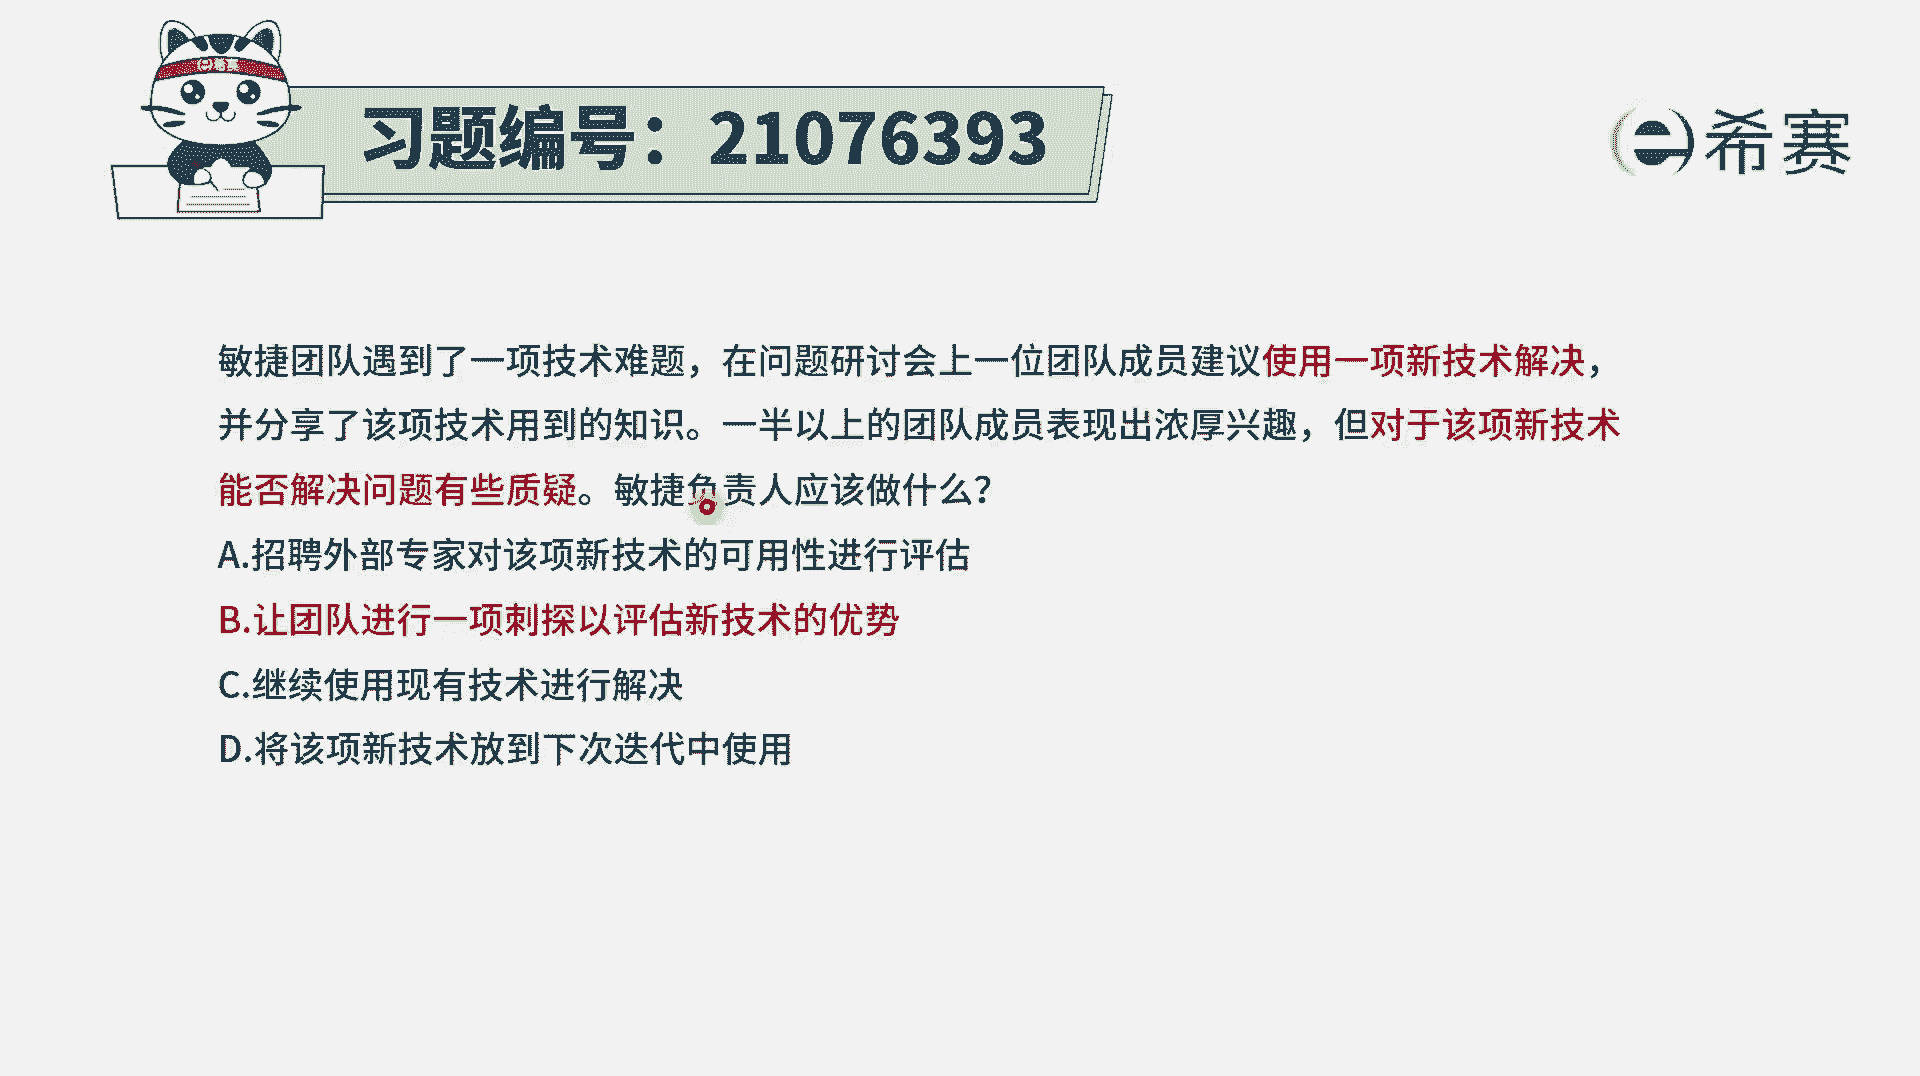 希赛
习题编号：21076393
希赛
敏捷团队遇到了一项技术难题，在问题研讨会上一位团队成员建议使用一项新技术解决，
并分享了该项技术用到的知识。一半以上的团队成员表现出浓厚兴趣，但对于该项新技术
能否解决问题有些质疑。敏捷负责人应该做什么？
A.招聘外部专家对该项新技术的可用性进行评估
B.让团队进行一项刺探以评估新技术的优势
C.继续使用现有技术进行解决
D.将该项新技术放到下次迭代中使用